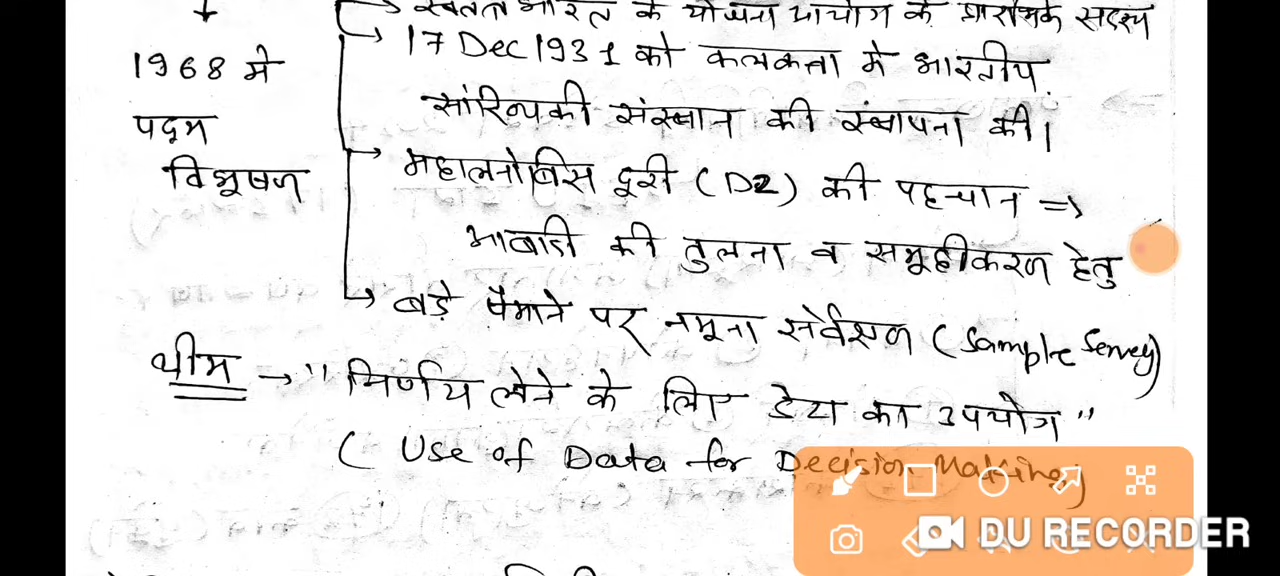 स्वतंत्र भारत के योजना आयोग के प्रारंभिक सदस्य
1968 मे
पद्म
विभूषण
17 Dec 1931 को कलकत्ता मे भारतीय
सांख्यिकी संस्थान की स्थापना की।
महालनोबिस दूरी (D2) की पहचान =>
आबादी की तुलना व समूहीकरण हेतु
बड़े पैमाने पर नमूना सर्वेक्षण (Sample Servey)
थीम → " निर्णय लेने के लिए डेटा का उपयोग "
( Use of Data for Decision Making)
DU RECORDER